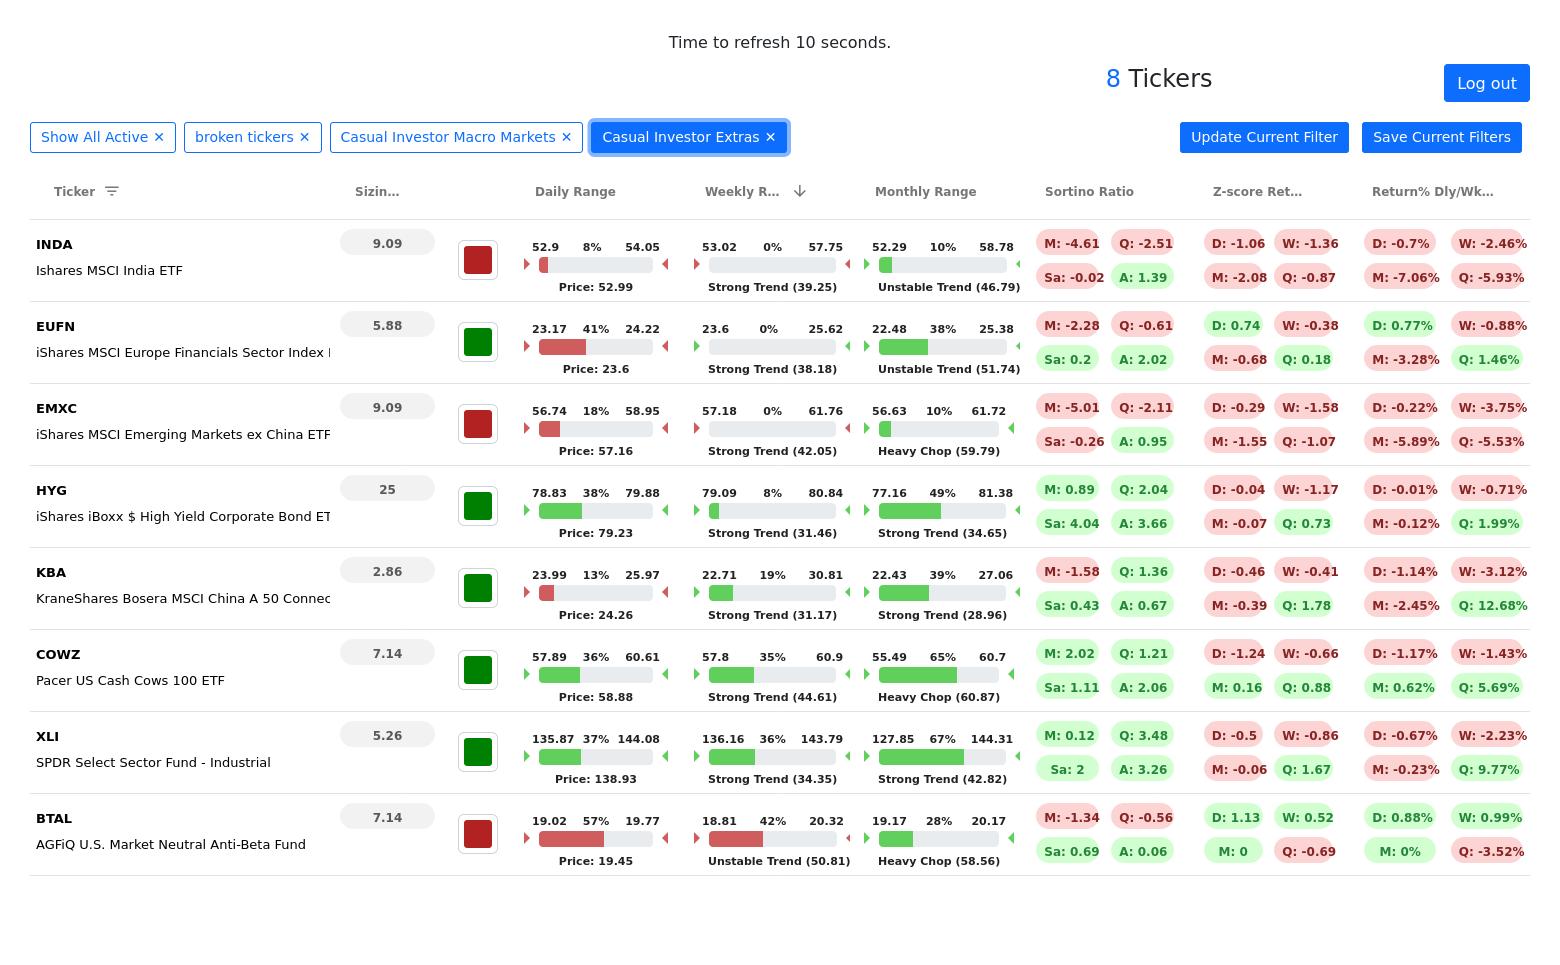 Time to refresh 10 seconds.
8 Tickers
Log out
Show All Active ✕ broken tickers ✕ Casual Investor Macro Markets ✕ Casual Investor Extras ✕ Update Current Filter Save Current Filters
Ticker Sizin... Daily Range Weekly R... Monthly Range Sortino Ratio Z-score Ret... Return% Dly/Wk...
INDA 9.09 52.9 8% 54.05 53.02 0% 57.75 52.29 10% 58.78 M: -4.61 Q: -2.51 D: -1.06 W: -1.36 D: -0.7% W: -2.46%
Ishares MSCI India ETF Sa: -0.02 A: 1.39 M: -2.08 Q: -0.87 M: -7.06% Q: -5.93%
Price: 52.99 Strong Trend (39.25) Unstable Trend (46.79)
EUFN 5.88 23.17 41% 24.22 23.6 0% 25.62 22.48 38% 25.38 M: -2.28 Q: -0.61 D: 0.74 W: -0.38 D: 0.77% W: -0.88%
iShares MSCI Europe Financials Sector Index Sa: 0.2 A: 2.02 M: -0.68 Q: 0.18 M: -3.28% Q: 1.46%
Price: 23.6 Strong Trend (38.18) Unstable Trend (51.74)
EMXC 9.09 56.74 18% 58.95 57.18 0% 61.76 56.63 10% 61.72 M: -5.01 Q: -2.11 D: -0.29 W: -1.58 D: -0.22% W: -3.75%
iShares MSCI Emerging Markets ex China ETF Sa: -0.26 A: 0.95 M: -1.55 Q: -1.07 M: -5.89% Q: -5.53%
Price: 57.16 Strong Trend (42.05) Heavy Chop (59.79)
HYG 25 78.83 38% 79.88 79.09 8% 80.84 77.16 49% 81.38 M: 0.89 Q: 2.04 D: -0.04 W: -1.17 D: -0.01% W: -0.71%
iShares iBoxx $ High Yield Corporate Bond ET Sa: 4.04 A: 3.66 M: -0.07 Q: 0.73 M: -0.12% Q: 1.99%
Price: 79.23 Strong Trend (31.46) Strong Trend (34.65)
KBA 2.86 23.99 13% 25.97 22.71 19% 30.81 22.43 39% 27.06 M: -1.58 Q: 1.36 D: -0.46 W: -0.41 D: -1.14% W: -3.12%
KraneShares Bosera MSCI China A 50 Connec Sa: 0.43 A: 0.67 M: -0.39 Q: 1.78 M: -2.45% Q: 12.68%
Price: 24.26 Strong Trend (31.17) Strong Trend (28.96)
COWZ 7.14 57.89 36% 60.61 57.8 35% 60.9 55.49 65% 60.7 M: 2.02 Q: 1.21 D: -1.24 W: -0.66 D: -1.17% W: -1.43%
Pacer US Cash Cows 100 ETF Sa: 1.11 A: 2.06 M: 0.16 Q: 0.88 M: 0.62% Q: 5.69%
Price: 58.88 Strong Trend (44.61) Heavy Chop (60.87)
XLI 5.26 135.87 37% 144.08 136.16 36% 143.79 127.85 67% 144.31 M: 0.12 Q: 3.48 D: -0.5 W: -0.86 D: -0.67% W: -2.23%
SPDR Select Sector Fund - Industrial Sa: 2 A: 3.26 M: -0.06 Q: 1.67 M: -0.23% Q: 9.77%
Price: 138.93 Strong Trend (34.35) Strong Trend (42.82)
BTAL 7.14 19.02 57% 19.77 18.81 42% 20.32 19.17 28% 20.17 M: -1.34 Q: -0.56 D: 1.13 W: 0.52 D: 0.88% W: 0.99%
AGFiQ U.S. Market Neutral Anti-Beta Fund Sa: 0.69 A: 0.06 M: 0 Q: -0.69 M: 0% Q: -3.52%
Price: 19.45 Unstable Trend (50.81) Heavy Chop (58.56)